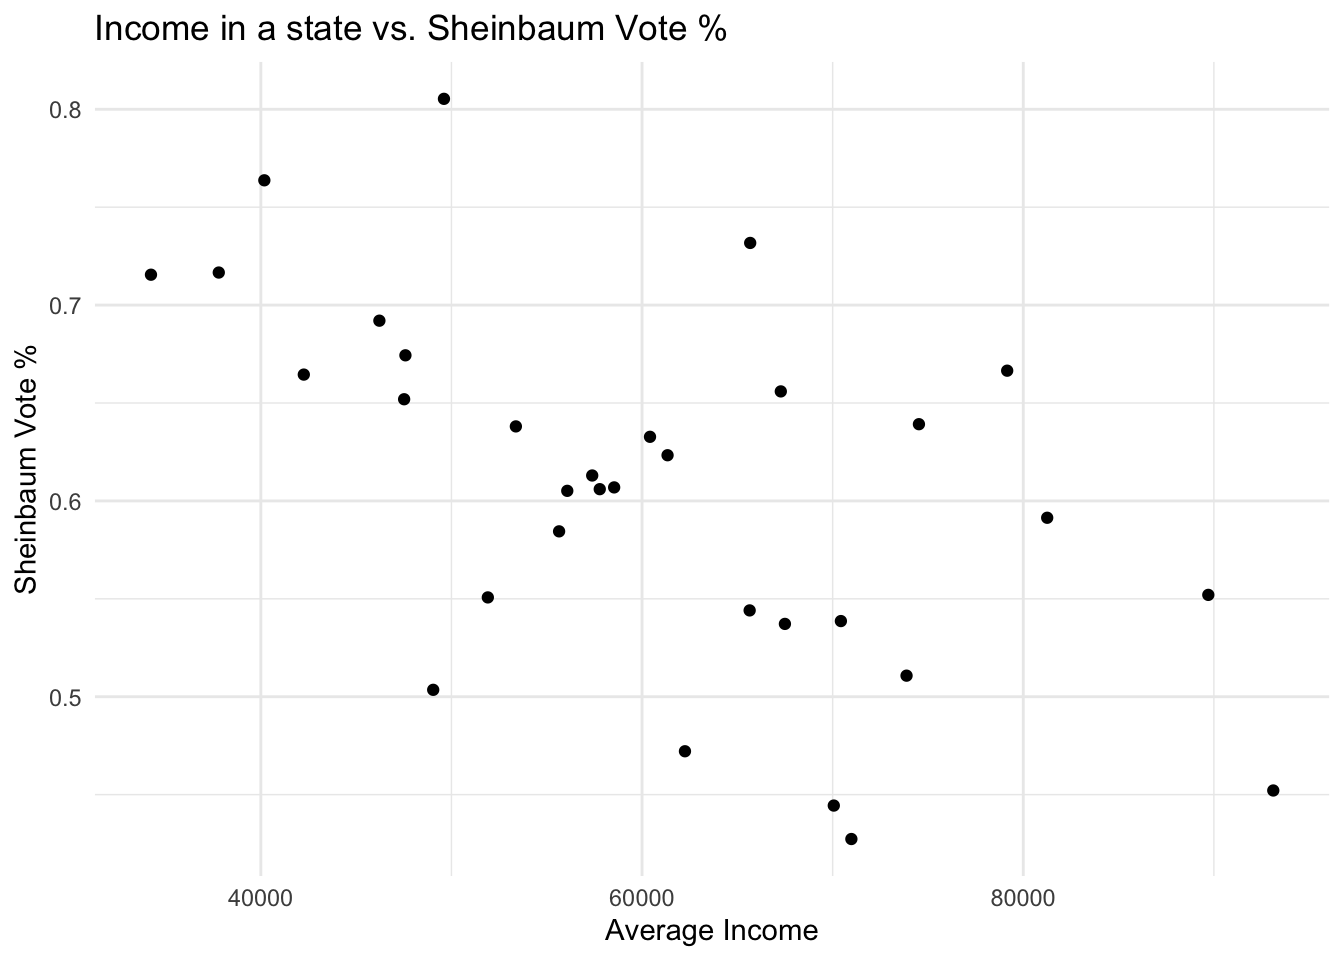 Income in a state vs. Sheinbaum Vote %
0.8
0.7
0.6
0.5
Sheinbaum Vote %
40000
60000
80000
Average Income